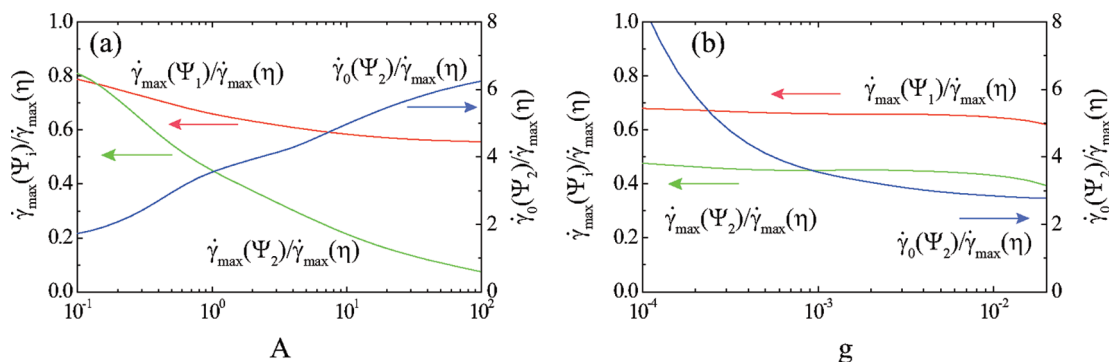 (a)
γ̇max(Ψi)/γ̇max(η)
1.0
0.8
0.6
0.4
0.2
0.0
γ̇max(Ψ1)/γ̇max(η)
γ̇0(Ψ2)/γ̇max(η)
γ̇max(Ψ2)/γ̇max(η)
8
6
4
2
0
γ̇0(Ψ2)/γ̇max(η)
10⁻¹ 10⁰ 10¹ 10²
A
(b)
γ̇max(Ψi)/γ̇max(η)
1.0
0.8
0.6
0.4
0.2
0.0
γ̇max(Ψ1)/γ̇max(η)
γ̇max(Ψ2)/γ̇max(η)
γ̇0(Ψ2)/γ̇max(η)
8
6
4
2
0
γ̇0(Ψ2)/γ̇max(η)
10⁻⁴ 10⁻³ 10⁻²
g